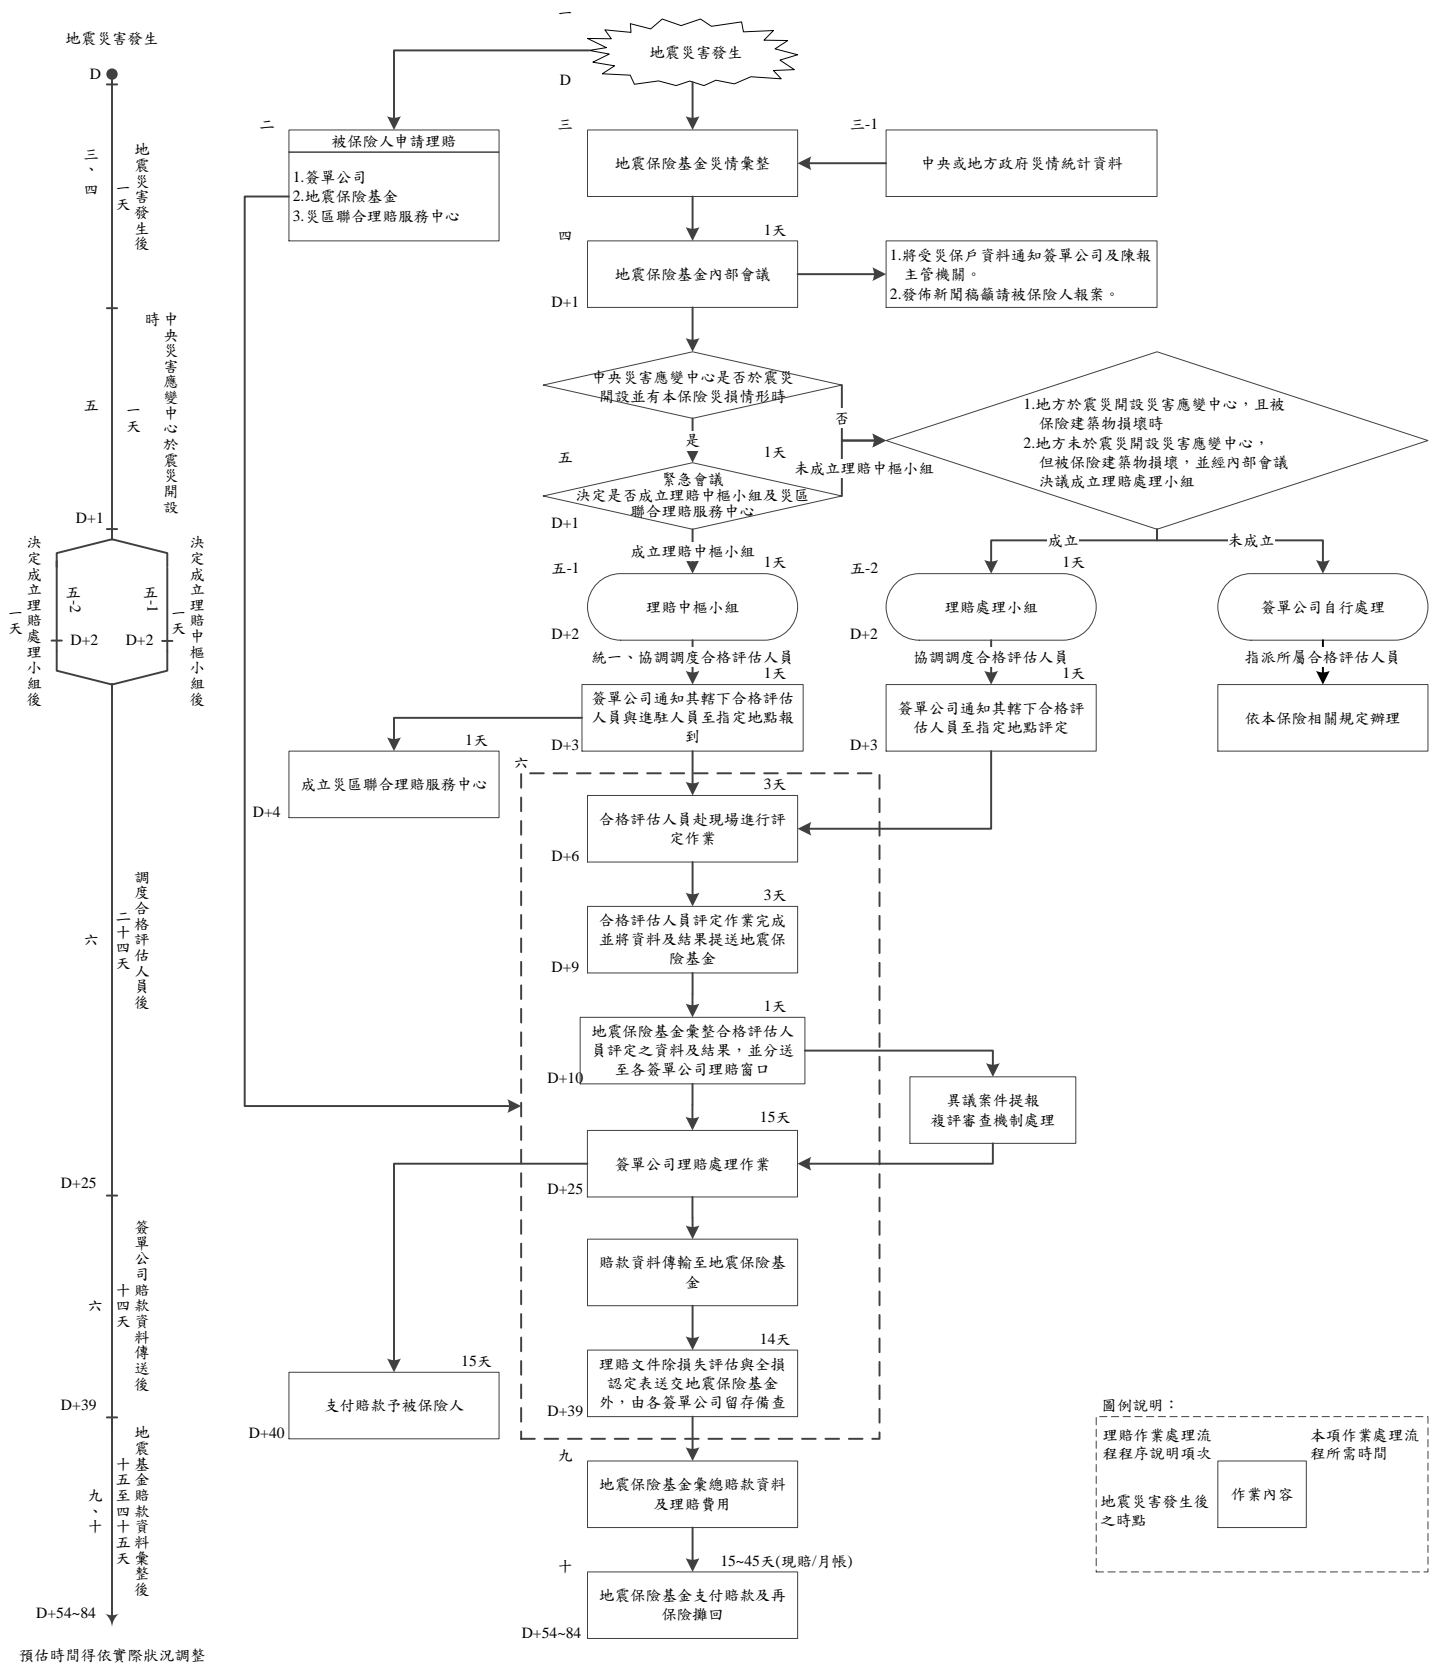 地震災害發生
D
三、四
一天
地震災害發生後
五
一天
中央災害應變中心於震災開設
時
D+1
決定成立理賠處理小組後
一天
五-2
D+2
五-1
D+2
一天
決定成立理賠中樞小組後
六
二十四天
調度合格評估人員後
D+25
六
十四天
簽單公司賠款資料傳送後
D+39
九、十
十五至四十五天
地震基金賠款資料彙整後
D+54~84
預估時間得依實際狀況調整
一
地震災害發生
D
二
被保險人申請理賠
1.簽單公司
2.地震保險基金
3.災區聯合理賠服務中心
三
地震保險基金災情彙整
三-1
中央或地方政府災情統計資料
四
1天
地震保險基金內部會議
D+1
1.將受災保戶資料通知簽單公司及陳報
主管機關。
2.發佈新聞稿籲請被保險人報案。
中央災害應變中心是否於震災
開設並有本保險災損情形時
否
是
1天
未成立理賠中樞小組
五
緊急會議
決定是否成立理賠中樞小組及災區
聯合理賠服務中心
D+1
1.地方於震災開設災害應變中心，且被
保險建築物損壞時
2.地方未於震災開設災害應變中心，
但被保險建築物損壞，並經內部會議
決議成立理賠處理小組
成立理賠中樞小組
成立
未成立
五-1
1天
理賠中樞小組
D+2
五-2
1天
理賠處理小組
D+2
簽單公司自行處理
統一、協調調度合格評估人員
協調調度合格評估人員
指派所屬合格評估人員
1天
簽單公司通知其轄下合格評估
人員與進駐人員至指定地點報
到
D+3
1天
簽單公司通知其轄下合格評
估人員至指定地點評定
D+3
依本保險相關規定辦理
1天
成立災區聯合理賠服務中心
D+4
六
3天
合格評估人員赴現場進行評
定作業
D+6
3天
合格評估人員評定作業完成
並將資料及結果提送地震保
險基金
D+9
1天
地震保險基金彙整合格評估人
員評定之資料及結果，並分送
至各簽單公司理賠窗口
D+10
異議案件提報
複評審查機制處理
15天
簽單公司理賠處理作業
D+25
賠款資料傳輸至地震保險基
金
14天
理賠文件除損失評估與全損
認定表送交地震保險基金
外，由各簽單公司留存備查
D+39
15天
支付賠款予被保險人
D+40
九
地震保險基金彙總賠款資料
及理賠費用
十
15~45天(現賠/月帳)
地震保險基金支付賠款及再
保險攤回
D+54~84
圖例說明：
理賠作業處理流
程程序說明項次
本項作業處理流
程所需時間
地震災害發生後
之時點
作業內容